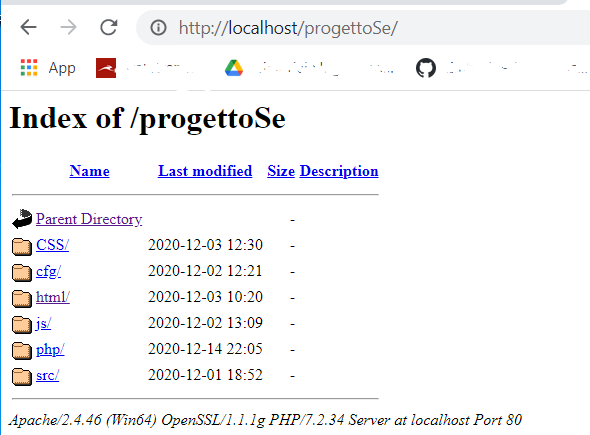 http://localhost/progettoSe/
App
Index of /progettoSe
Name Last modified Size Description
Parent Directory -
CSS/ 2020-12-03 12:30 -
cfg/ 2020-12-02 12:21 -
html/ 2020-12-03 10:20 -
js/ 2020-12-02 13:09 -
php/ 2020-12-14 22:05 -
src/ 2020-12-01 18:52 -
Apache/2.4.46 (Win64) OpenSSL/1.1.1g PHP/7.2.34 Server at localhost Port 80